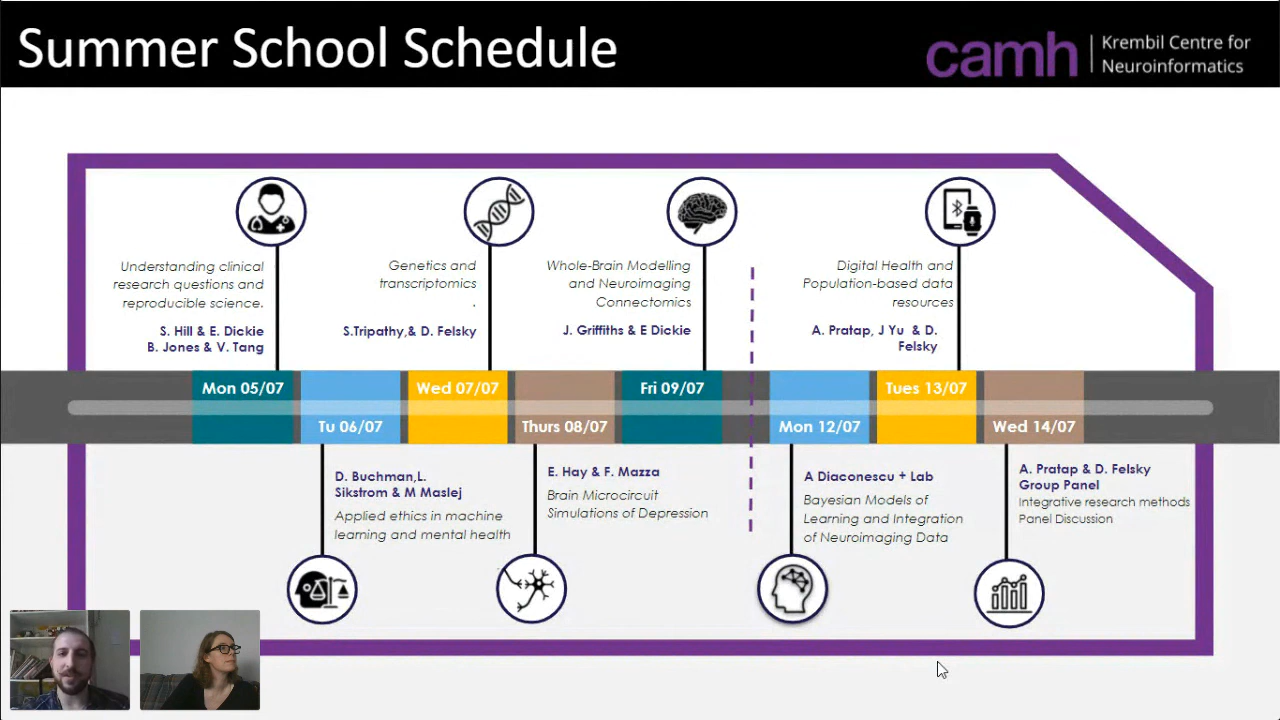 Summer School Schedule
camh
Krembil Centre for
Neuroinformatics
Understanding clinical
research questions and
reproducible science.
S. Hill & E. Dickie
B. Jones & V. Tang
Genetics and
transcriptomics
.
S.Tripathy,& D. Felsky
Whole-Brain Modelling
and Neuroimaging
Connectomics
J. Griffiths & E Dickie
Digital Health and
Population-based data
resources
A. Pratap, J Yu & D.
Felsky
Mon 05/07
Tu 06/07
Wed 07/07
Thurs 08/07
Fri 09/07
Mon 12/07
Tues 13/07
Wed 14/07
D. Buchman,L.
Sikstrom & M Maslej
Applied ethics in machine
learning and mental health
E. Hay & F. Mazza
Brain Microcircuit
Simulations of Depression
A Diaconescu + Lab
Bayesian Models of
Learning and Integration
of Neuroimaging Data
A. Pratap & D. Felsky
Group Panel
Integrative research methods
Panel Discussion